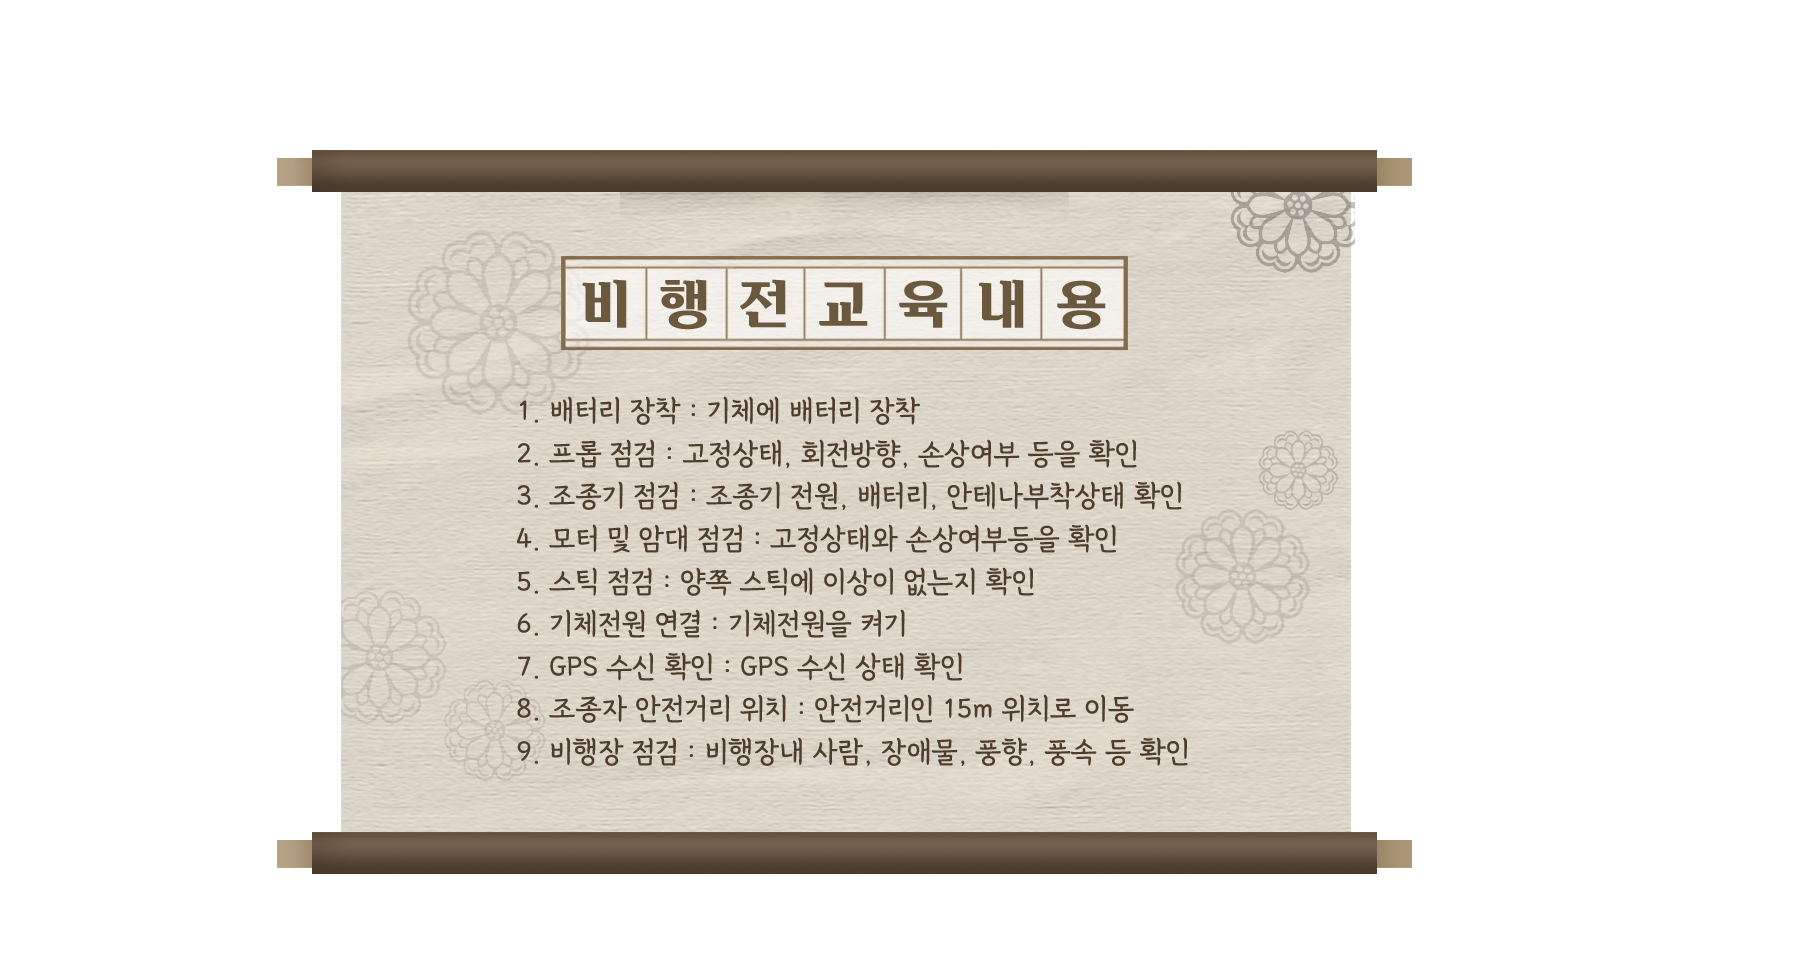 비행전교육내용
1. 배터리 장착 : 기체에 배터리 장착
2. 프롭 점검 : 고정상태, 회전방향, 손상여부 등을 확인
3. 조종기 점검 : 조종기 전원, 배터리, 안테나부착상태 확인
4. 모터 및 암대 점검 : 고정상태와 손상여부등을 확인
5. 스틱 점검 : 양쪽 스틱에 이상이 없는지 확인
6. 기체전원 연결 : 기체전원을 켜기
7. GPS 수신 확인 : GPS 수신 상태 확인
8. 조종자 안전거리 위치 : 안전거리인 15m 위치로 이동
9. 비행장 점검 : 비행장내 사람, 장애물, 풍향, 풍속 등 확인